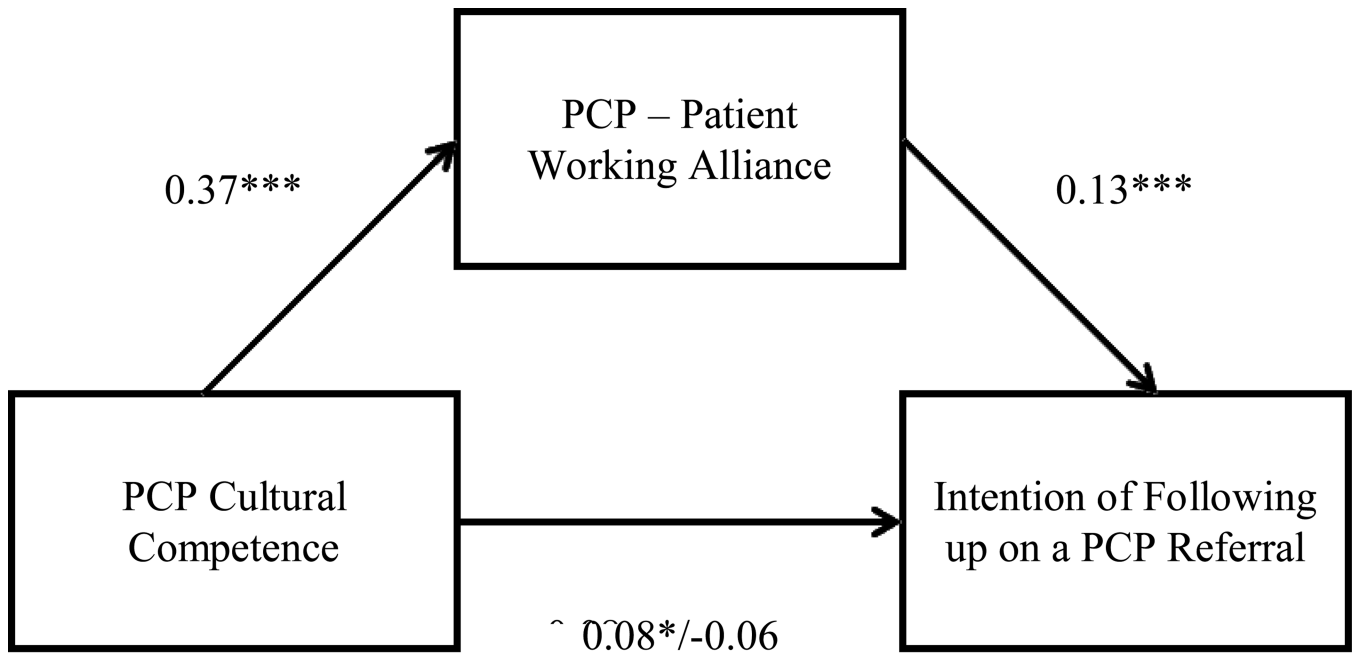 PCP – Patient
Working Alliance
0.37***
0.13***
PCP Cultural
Competence
Intention of Following
up on a PCP Referral
0.08*/-0.06